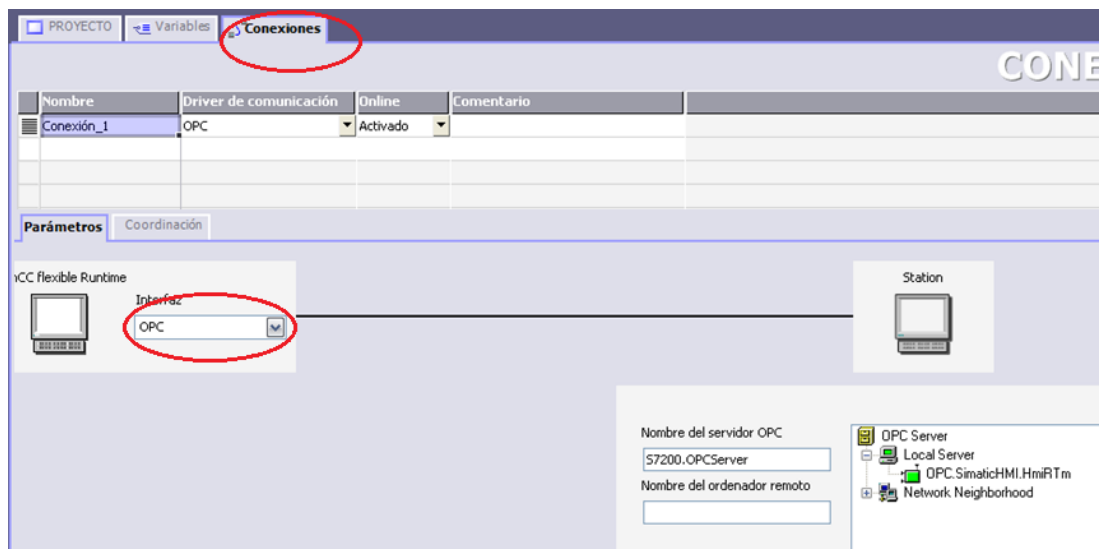 PROYECTO Variables Conexiones
CONE
Nombre Driver de comunicación Online Comentario
Conexión_1 OPC Activado
Parámetros Coordinación
CC flexible Runtime
Station
Interfaz
OPC
Nombre del servidor OPC
S7200.OPCServer
Nombre del ordenador remoto
OPC Server
Local Server
OPC.SimaticHMI.HmiRTm
Network Neighborhood